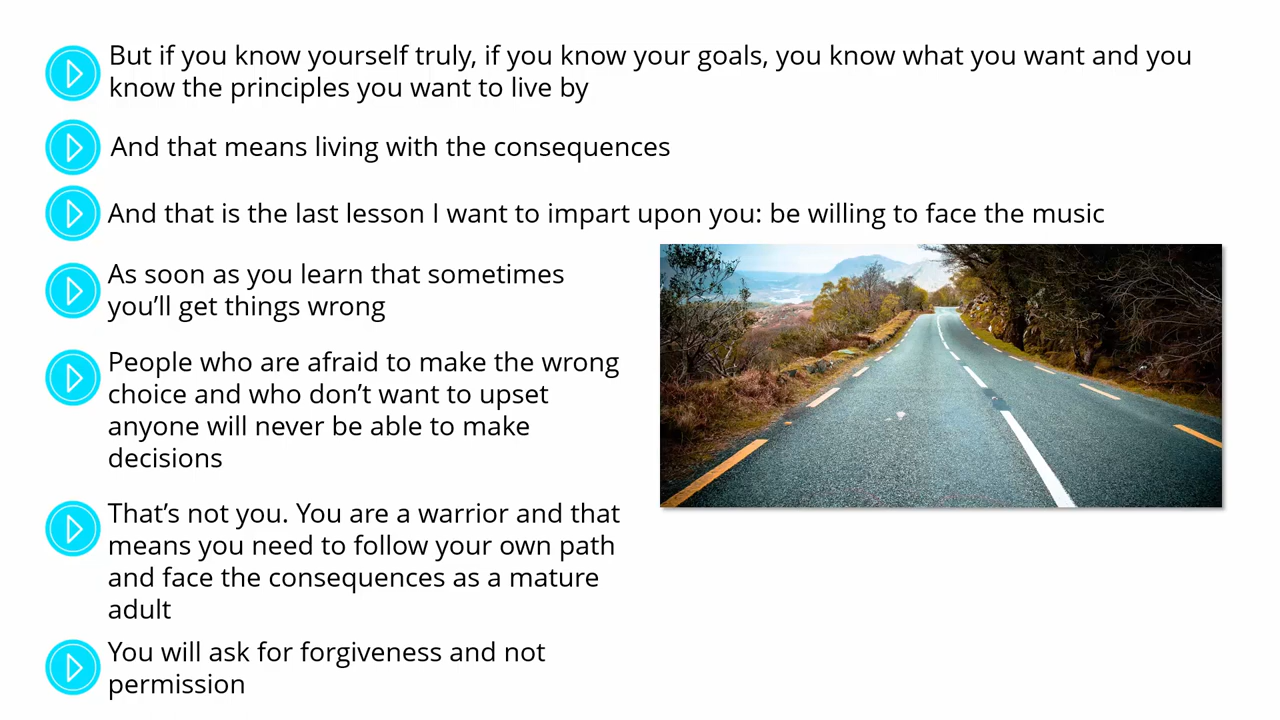 But if you know yourself truly, if you know your goals, you know what you want and you
know the principles you want to live by
And that means living with the consequences
And that is the last lesson I want to impart upon you: be willing to face the music
As soon as you learn that sometimes
you’ll get things wrong
People who are afraid to make the wrong
choice and who don’t want to upset
anyone will never be able to make
decisions
That’s not you. You are a warrior and that
means you need to follow your own path
and face the consequences as a mature
adult
You will ask for forgiveness and not
permission